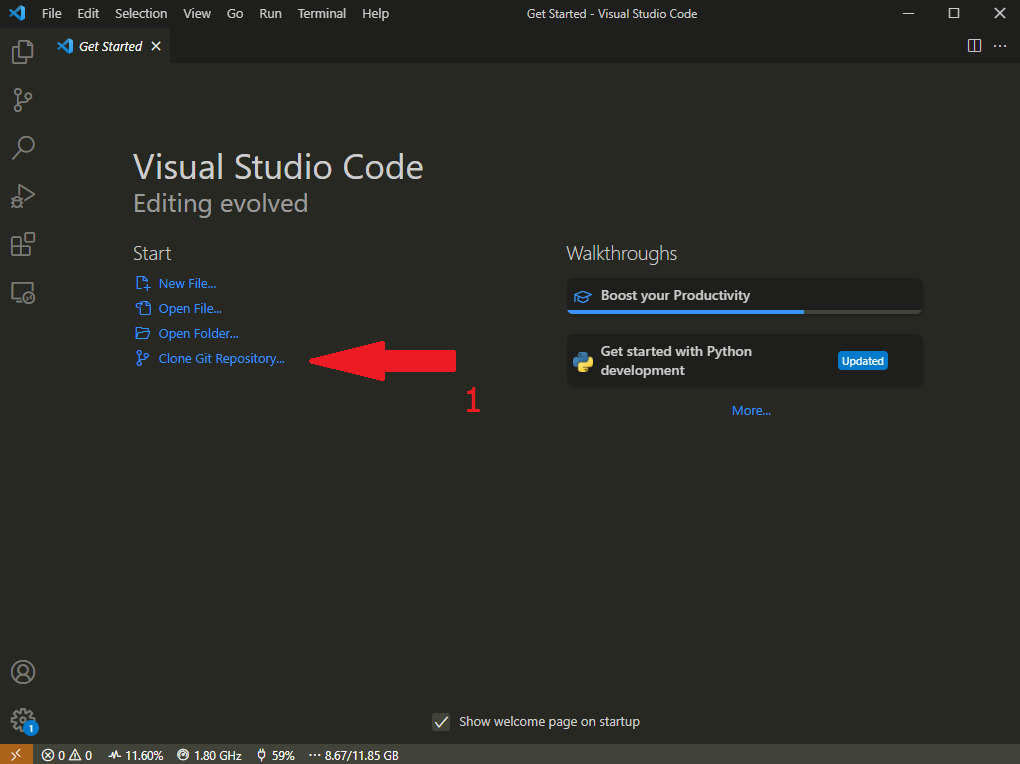 File Edit Selection View Go Run Terminal Help
Get Started - Visual Studio Code
Get Started
Visual Studio Code
Editing evolved
Start
New File...
Open File...
Open Folder...
Clone Git Repository...
1
Walkthroughs
Boost your Productivity
Get started with Python
development
Updated
More...
1
Show welcome page on startup
0 0 11.60% 1.80 GHz 59% 8.67/11.85 GB